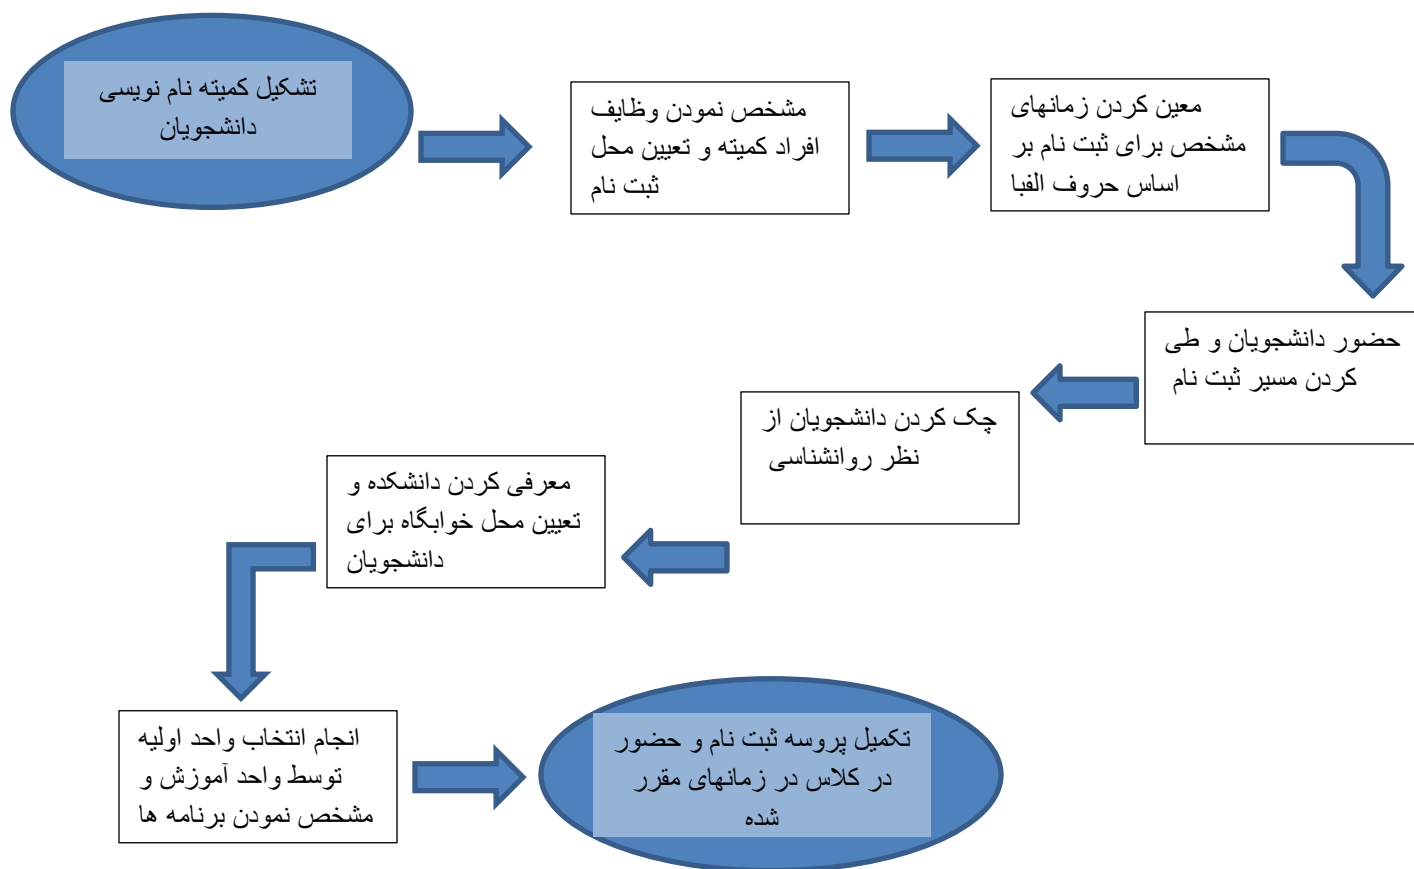 تشکیل کمیته نام نویسی
دانشجویان
مشخص نمودن وظایف
افراد کمیته و تعیین محل
ثبت نام
معین کردن زمانهای
مشخص برای ثبت نام بر
اساس حروف الفبا
حضور دانشجویان و طی
کردن مسیر ثبت نام
چک کردن دانشجویان از
نظر روانشناسی
معرفی کردن دانشکده و
تعیین محل خوابگاه برای
دانشجویان
انجام انتخاب واحد اولیه
توسط واحد آموزش و
مشخص نمودن برنامه ها
تکمیل پروسه ثبت نام و حضور
در کلاس در زمانهای مقرر
شده